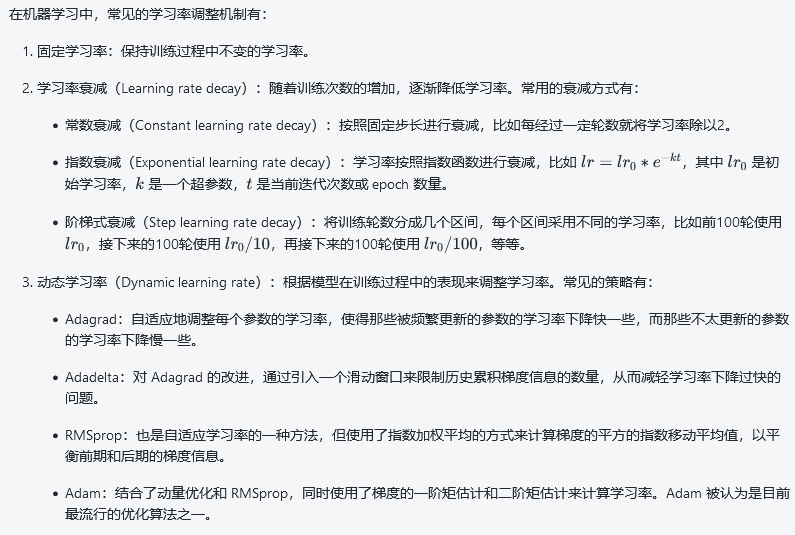 在机器学习中，常见的学习率调整机制有：
1. 固定学习率：保持训练过程中不变的学习率。
2. 学习率衰减（Learning rate decay）：随着训练次数的增加，逐渐降低学习率。常用的衰减方式有：
• 常数衰减（Constant learning rate decay）：按照固定步长进行衰减，比如每经过一定轮数就将学习率除以2。
• 指数衰减（Exponential learning rate decay）：学习率按照指数函数进行衰减，比如 $lr = lr_0 * e^{-kt}$，其中 $lr_0$ 是初
始学习率，$k$ 是一个超参数，$t$ 是当前迭代次数或 epoch 数量。
• 阶梯式衰减（Step learning rate decay）：将训练轮数分成几个区间，每个区间采用不同的学习率，比如前100轮使用
$lr_0$，接下来的100轮使用 $lr_0/10$，再接下来的100轮使用 $lr_0/100$，等等。
3. 动态学习率（Dynamic learning rate）：根据模型在训练过程中的表现来调整学习率。常见的策略有：
• Adagrad：自适应地调整每个参数的学习率，使得那些被频繁更新的参数的学习率下降快一些，而那些不太更新的参数
的学习率下降慢一些。
• Adadelta：对 Adagrad 的改进，通过引入一个滑动窗口来限制历史累积梯度信息的数量，从而减轻学习率下降过快的
问题。
• RMSprop：也是自适应学习率的一种方法，但使用了指数加权平均的方式来计算梯度的平方的指数移动平均值，以平
衡前期和后期的梯度信息。
• Adam：结合了动量优化和 RMSprop，同时使用了梯度的一阶矩估计和二阶矩估计来计算学习率。Adam 被认为是目前
最流行的优化算法之一。